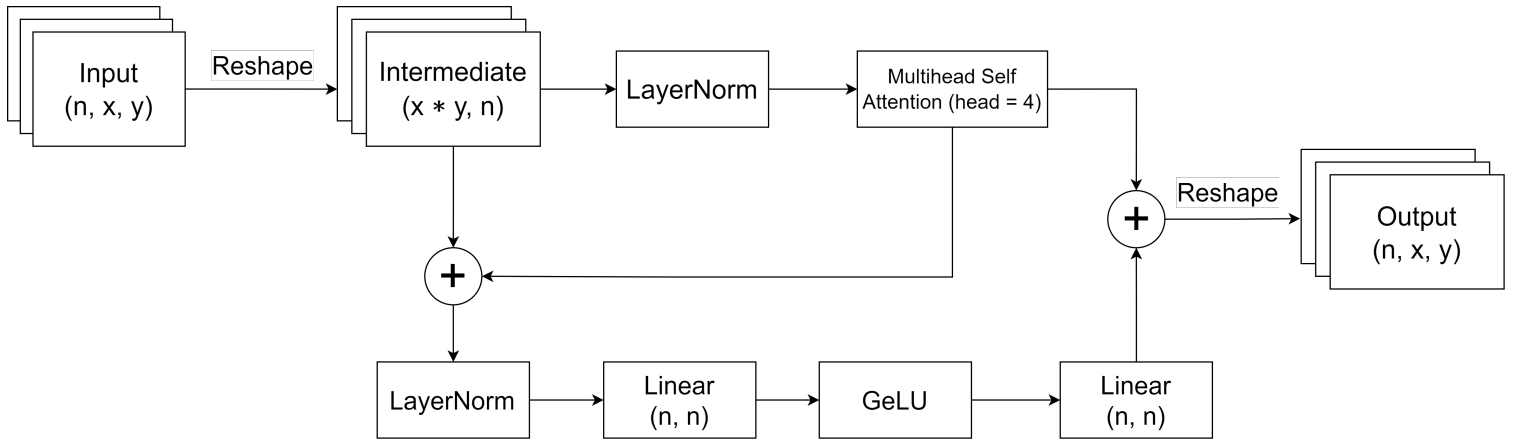 Input
(n, x, y)
Reshape
Intermediate
(x * y, n)
LayerNorm
Multihead Self
Attention (head = 4)
+
Reshape
Output
(n, x, y)
+
LayerNorm
Linear
(n, n)
GeLU
Linear
(n, n)